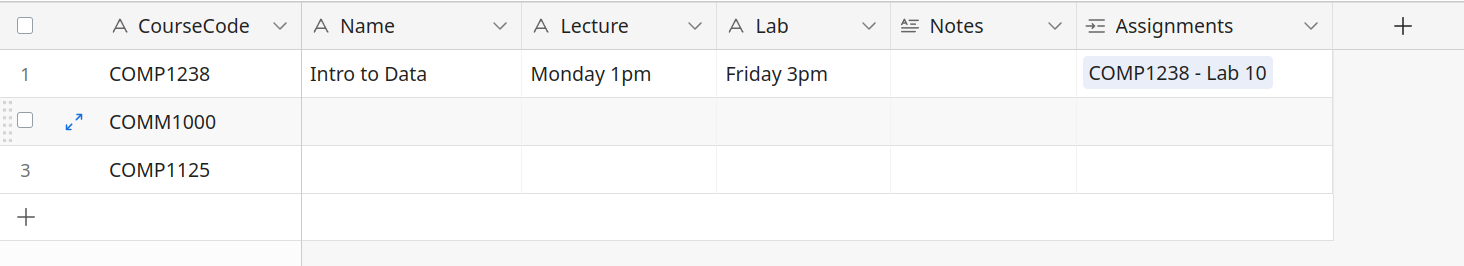 CourseCode Name Lecture Lab Notes Assignments
1 COMP1238 Intro to Data Monday 1pm Friday 3pm COMP1238 - Lab 10
COMM1000
3 COMP1125